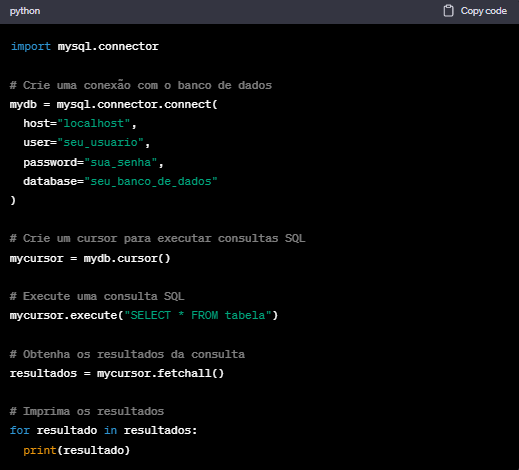 python Copy code
import mysql.connector
# Crie uma conexão com o banco de dados
mydb = mysql.connector.connect(
  host="localhost",
  user="seu_usuario",
  password="sua_senha",
  database="seu_banco_de_dados"
)
# Crie um cursor para executar consultas SQL
mycursor = mydb.cursor()
# Execute uma consulta SQL
mycursor.execute("SELECT * FROM tabela")
# Obtenha os resultados da consulta
resultados = mycursor.fetchall()
# Imprima os resultados
for resultado in resultados:
  print(resultado)